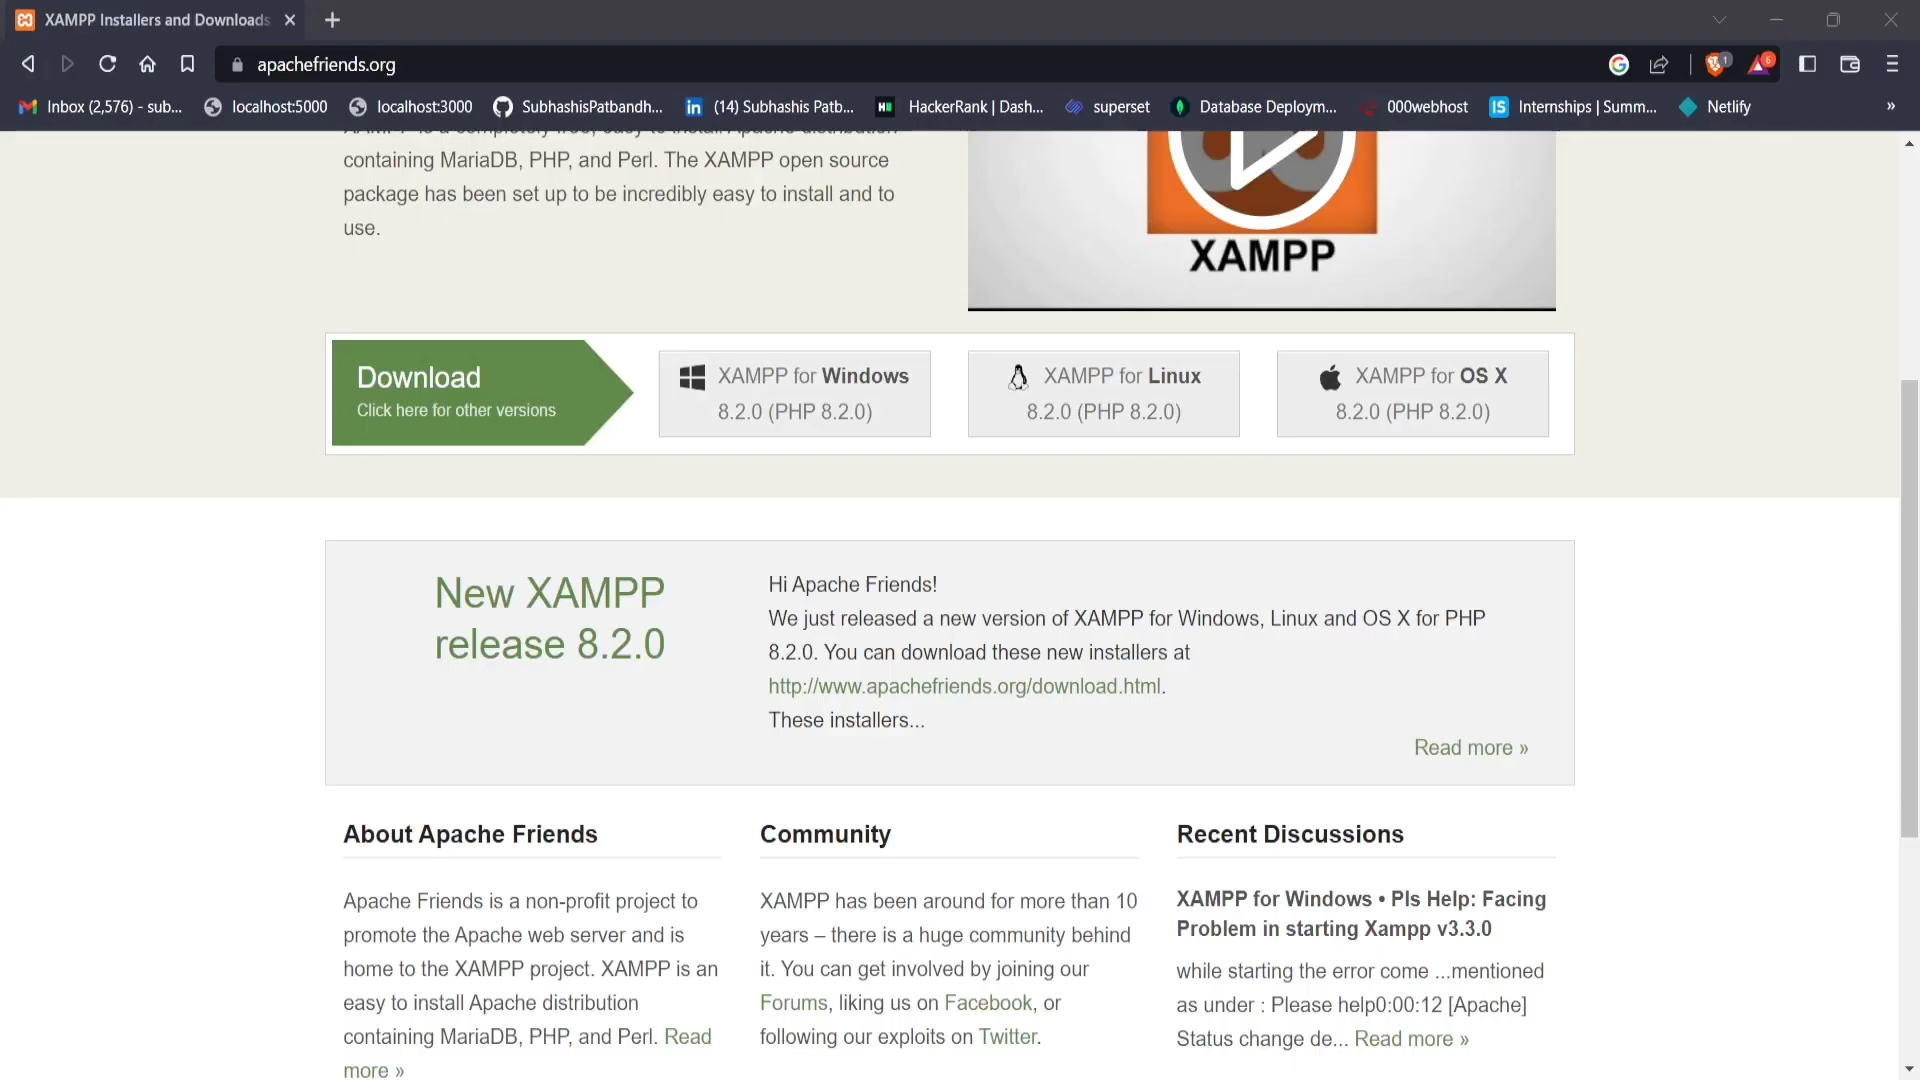 XAMPP Installers and Downloads
apachefriends.org
1
6
Inbox (2,576) - sub...
localhost:5000
localhost:3000
SubhashisPatbandh...
(14) Subhashis Patb...
HackerRank | Dash...
superset
Database Deploym...
000webhost
Internships | Summ...
Netlify
»
containing MariaDB, PHP, and Perl. The XAMPP open source
package has been set up to be incredibly easy to install and to
use.
XAMPP
Download
Click here for other versions
XAMPP for Windows
8.2.0 (PHP 8.2.0)
XAMPP for Linux
8.2.0 (PHP 8.2.0)
XAMPP for OS X
8.2.0 (PHP 8.2.0)
New XAMPP
release 8.2.0
Hi Apache Friends!
We just released a new version of XAMPP for Windows, Linux and OS X for PHP
8.2.0. You can download these new installers at
http://www.apachefriends.org/download.html.
These installers...
Read more »
About Apache Friends
Apache Friends is a non-profit project to
promote the Apache web server and is
home to the XAMPP project. XAMPP is an
easy to install Apache distribution
containing MariaDB, PHP, and Perl. Read
more »
Community
XAMPP has been around for more than 10
years – there is a huge community behind
it. You can get involved by joining our
Forums, liking us on Facebook, or
following our exploits on Twitter.
Recent Discussions
XAMPP for Windows • Pls Help: Facing
Problem in starting Xampp v3.3.0
while starting the error come ...mentioned
as under : Please help0:00:12 [Apache]
Status change de... Read more »